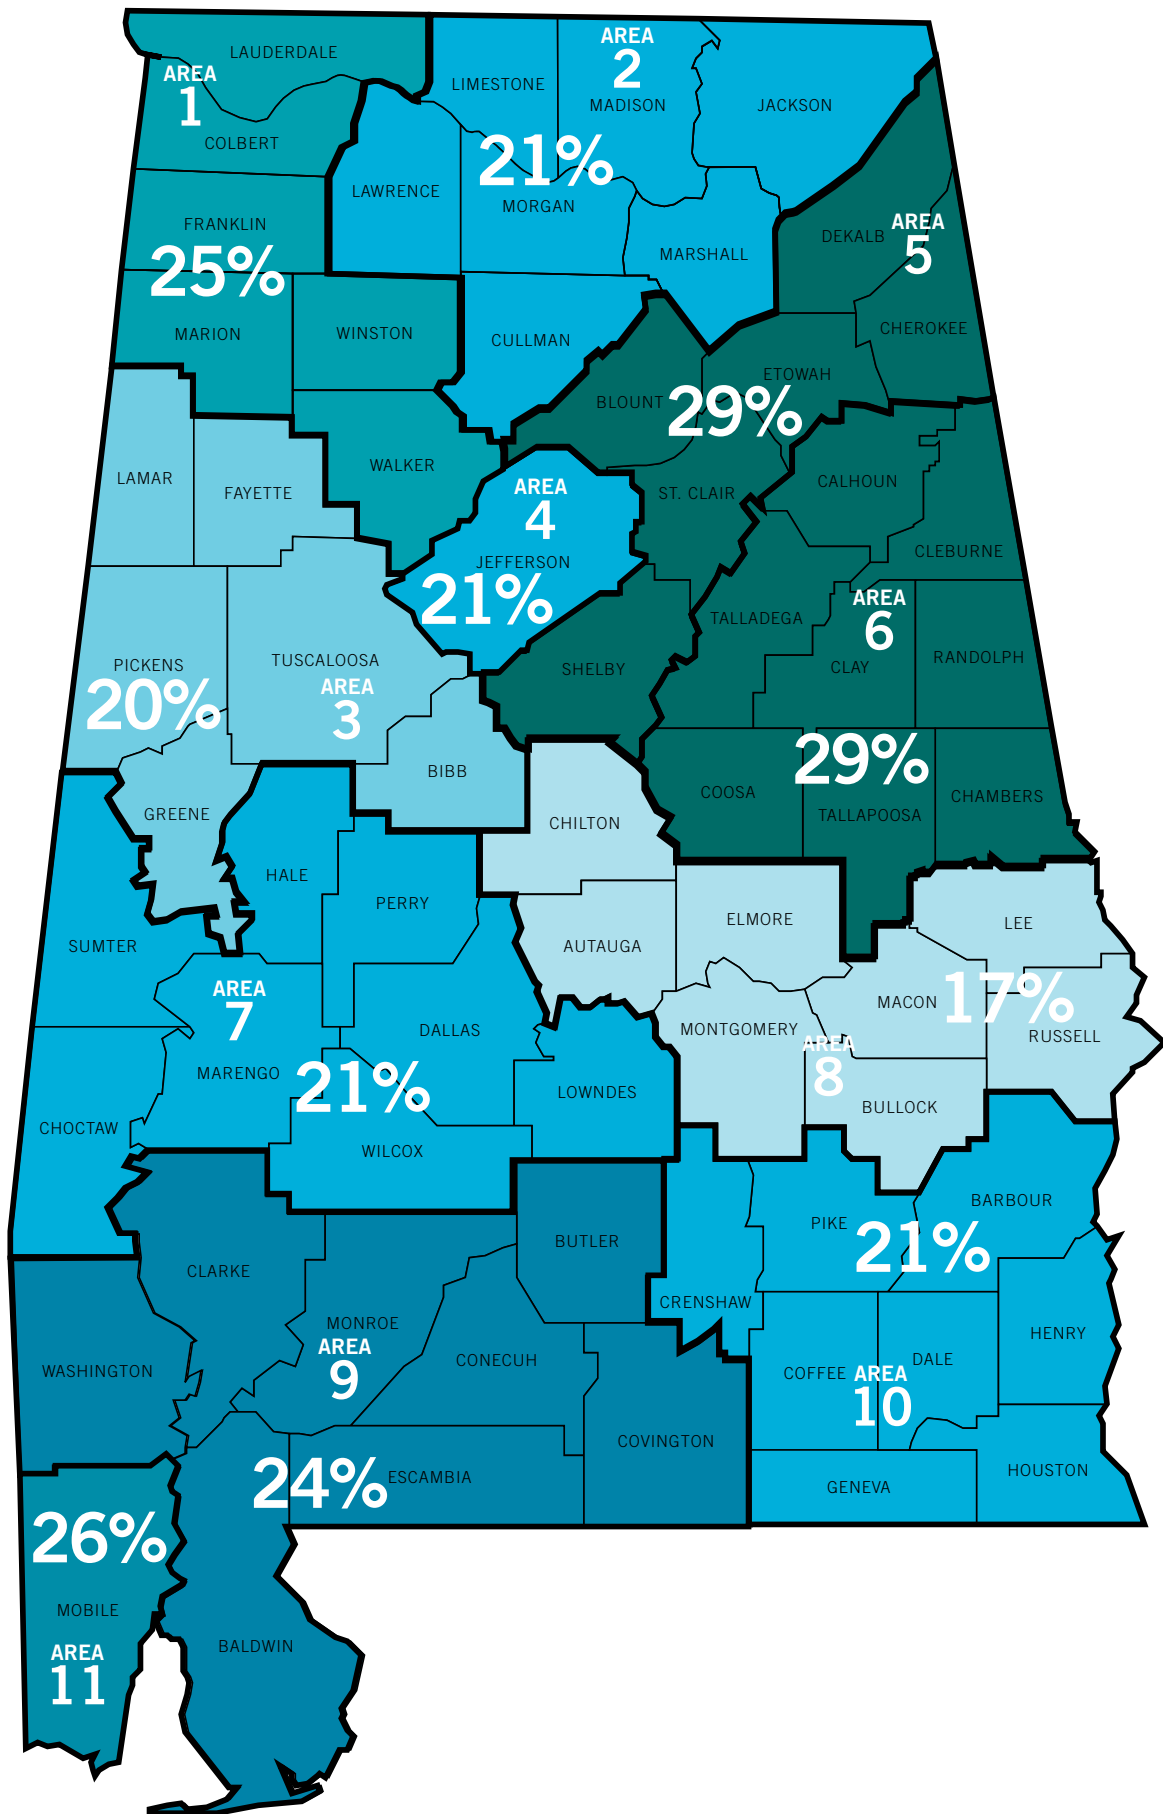 LAUDERDALE
AREA
1
COLBERT
FRANKLIN
25%
MARION
WINSTON
WALKER
AREA
2
LIMESTONE
MADISON
JACKSON
21%
LAWRENCE
MORGAN
MARSHALL
CULLMAN
AREA
5
DEKALB
CHEROKEE
ETOWAH
BLOUNT
29%
ST. CLAIR
SHELBY
LAMAR
FAYETTE
PICKENS
20%
TUSCALOOSA
AREA
3
BIBB
GREENE
AREA
4
JEFFERSON
21%
CALHOUN
CLEBURNE
TALLADEGA
AREA
6
CLAY
RANDOLPH
29%
COOSA
TALLAPOOSA
CHAMBERS
HALE
PERRY
SUMTER
AREA
7
DALLAS
MARENGO
21%
LOWNDES
CHOCTAW
WILCOX
CHILTON
AUTAUGA
ELMORE
LEE
MACON
17%
MONTGOMERY
RUSSELL
AREA
8
BULLOCK
CLARKE
BUTLER
MONROE
AREA
9
CONECUH
WASHINGTON
COVINGTON
24%
ESCAMBIA
BALDWIN
BARBOUR
PIKE
21%
CRENSHAW
HENRY
COFFEE
DALE
AREA
10
GENEVA
HOUSTON
26%
MOBILE
AREA
11